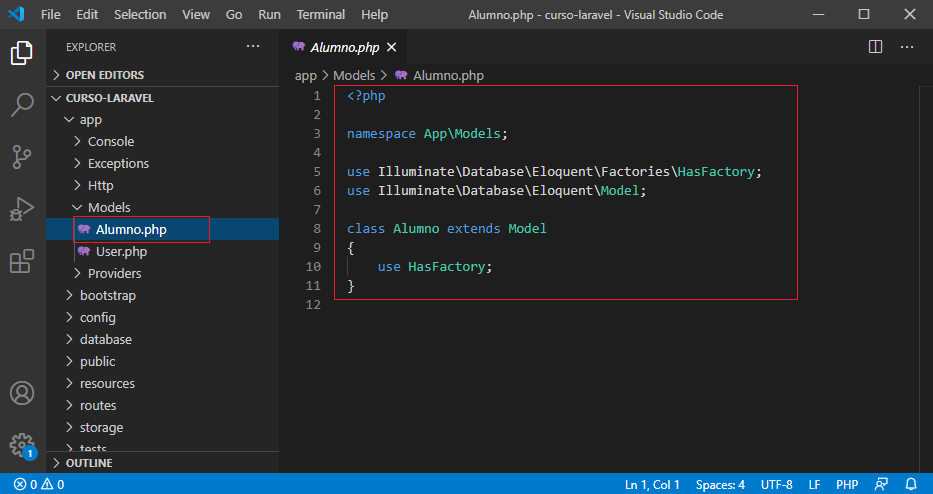 File Edit Selection View Go Run Terminal Help Alumno.php - curso-laravel - Visual Studio Code
EXPLORER
OPEN EDITORS
CURSO-LARAVEL
app
Console
Exceptions
Http
Models
Alumno.php
User.php
Providers
bootstrap
config
database
public
resources
routes
storage
tests
OUTLINE
Alumno.php
app > Models > Alumno.php
1 <?php
2
3 namespace App\Models;
4
5 use Illuminate\Database\Eloquent\Factories\HasFactory;
6 use Illuminate\Database\Eloquent\Model;
7
8 class Alumno extends Model
9 {
10 use HasFactory;
11 }
12
1
0 0 Ln 1, Col 1 Spaces: 4 UTF-8 LF PHP